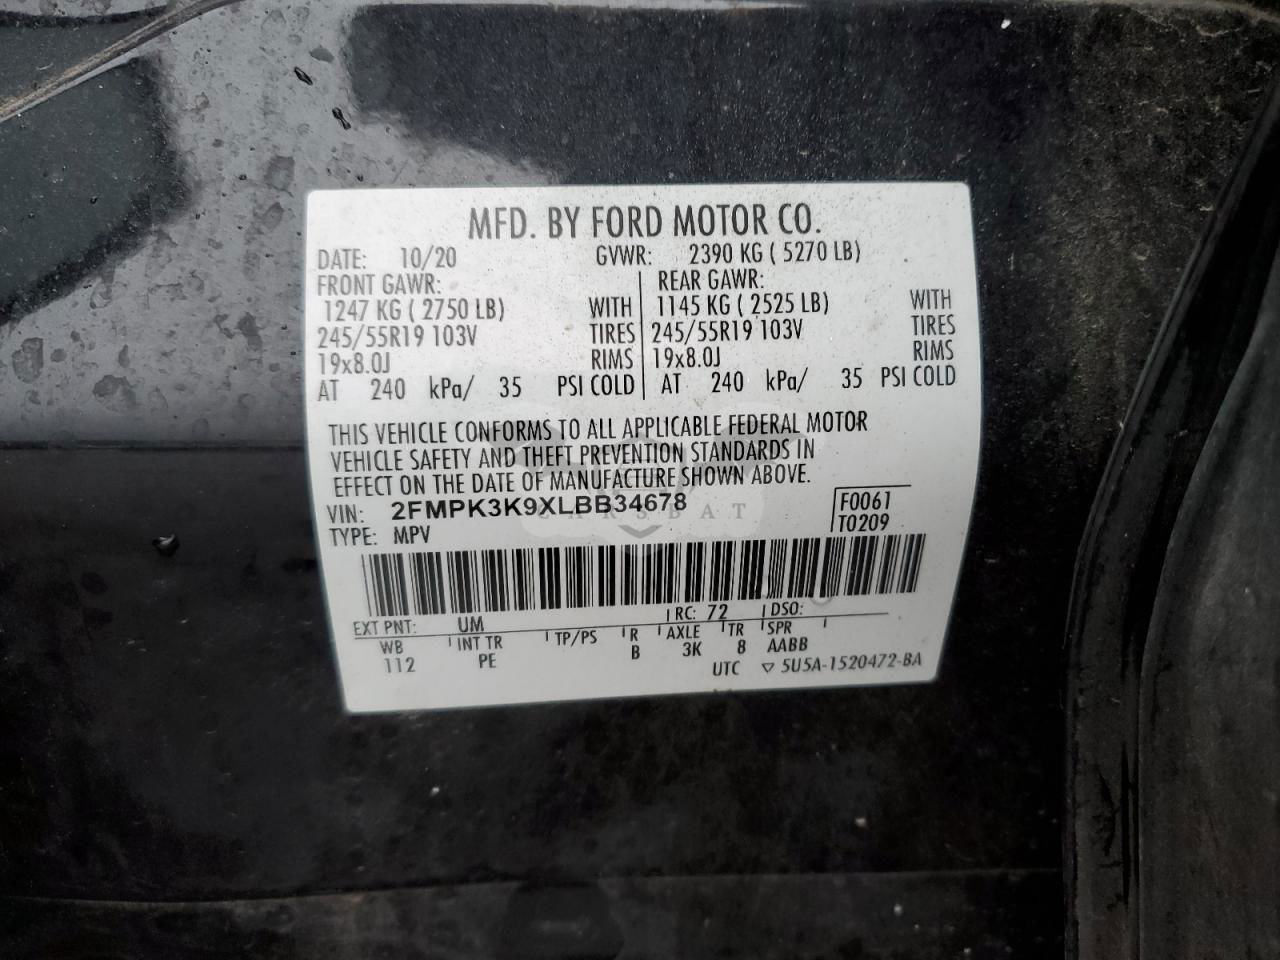 MFD. BY FORD MOTOR CO.
DATE: 10/20 GVWR: 2390 KG ( 5270 LB)
FRONT GAWR: REAR GAWR:
1247 KG ( 2750 LB) WITH 1145 KG ( 2525 LB) WITH
245/55R19 103V TIRES 245/55R19 103V TIRES
19x8.0J RIMS 19x8.0J RIMS
AT 240 kPa/ 35 PSI COLD AT 240 kPa/ 35 PSI COLD
THIS VEHICLE CONFORMS TO ALL APPLICABLE FEDERAL MOTOR
VEHICLE SAFETY AND THEFT PREVENTION STANDARDS IN
EFFECT ON THE DATE OF MANUFACTURE SHOWN ABOVE.
VIN: 2FMPK3K9XLBB34678 F0061
CARSBAT
TYPE: MPV T0209
EXT PNT: UM RC: 72 DSO:
WB INT TR TP/PS R AXLE TR SPR
112 PE B 3K 8 AABB
UTC ▽ 5U5A-1520472-BA